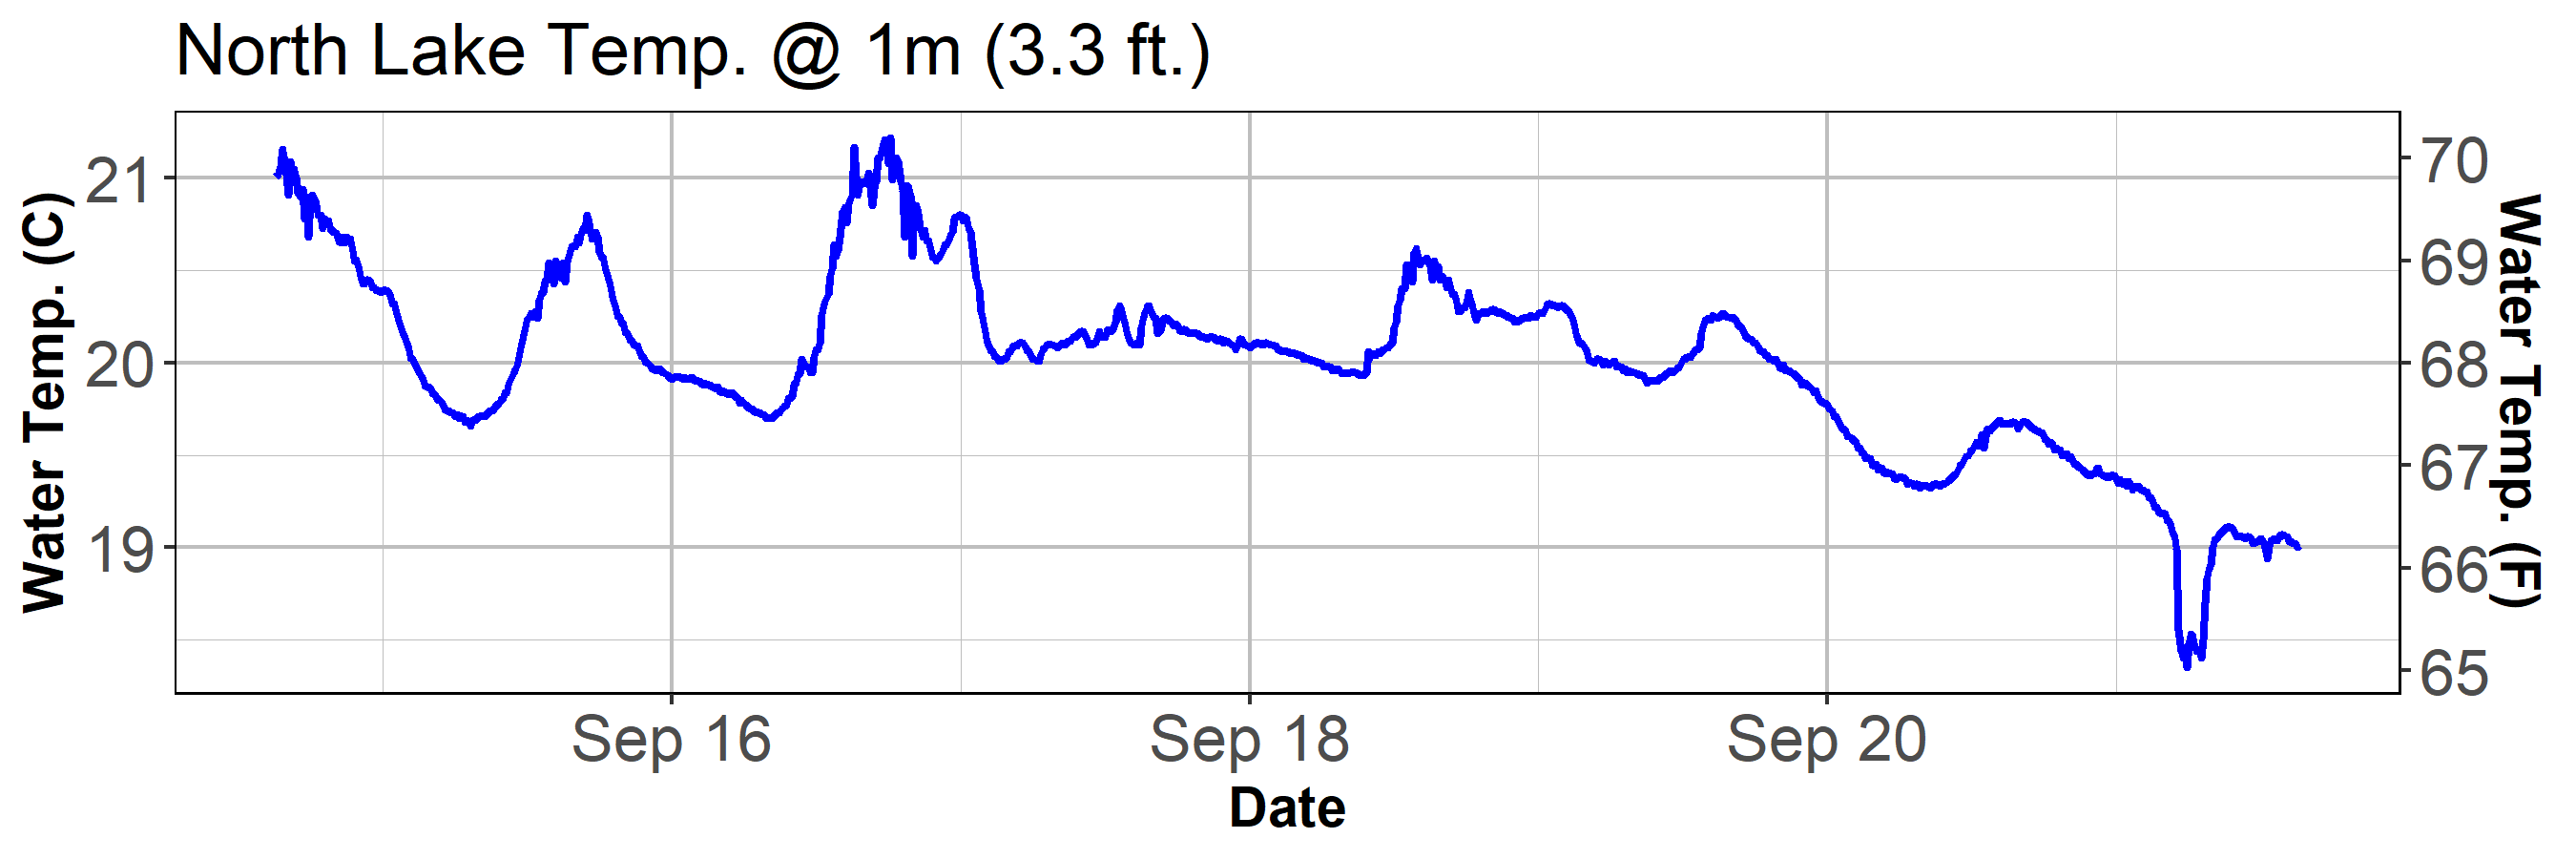 North Lake Temp. @ 1m (3.3 ft.)
Water Temp. (C)
21
20
19
70
69
68
67
66
65
Water Temp. (F)
Sep 16
Sep 18
Sep 20
Date